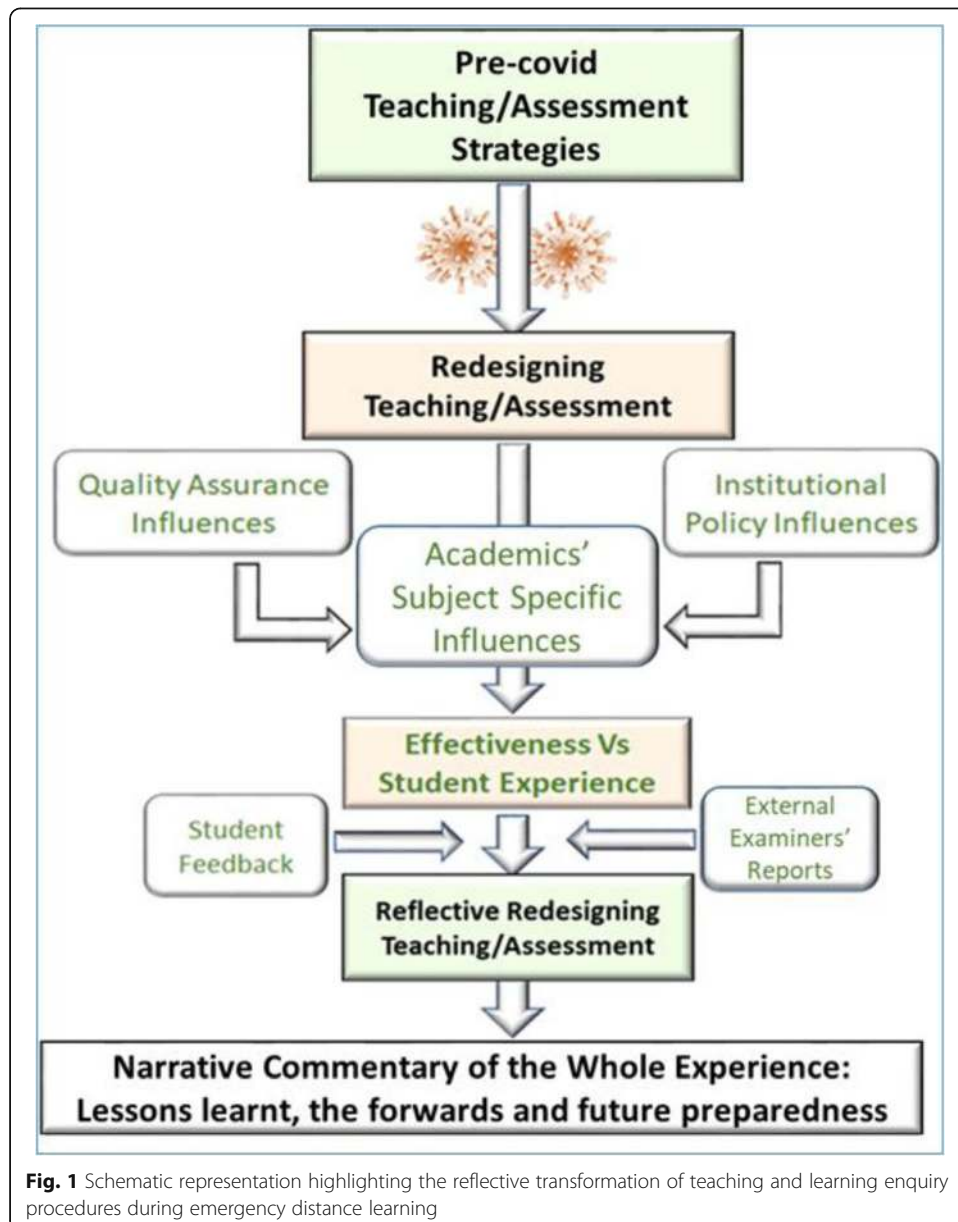 Pre-covid
Teaching/Assessment
Strategies
Redesigning
Teaching/Assessment
Quality Assurance
Influences
Institutional
Policy Influences
Academics’
Subject Specific
Influences
Effectiveness Vs
Student Experience
Student
Feedback
External
Examiners’
Reports
Reflective Redesigning
Teaching/Assessment
Narrative Commentary of the Whole Experience:
Lessons learnt, the forwards and future preparedness
Fig. 1 Schematic representation highlighting the reflective transformation of teaching and learning enquiry
procedures during emergency distance learning